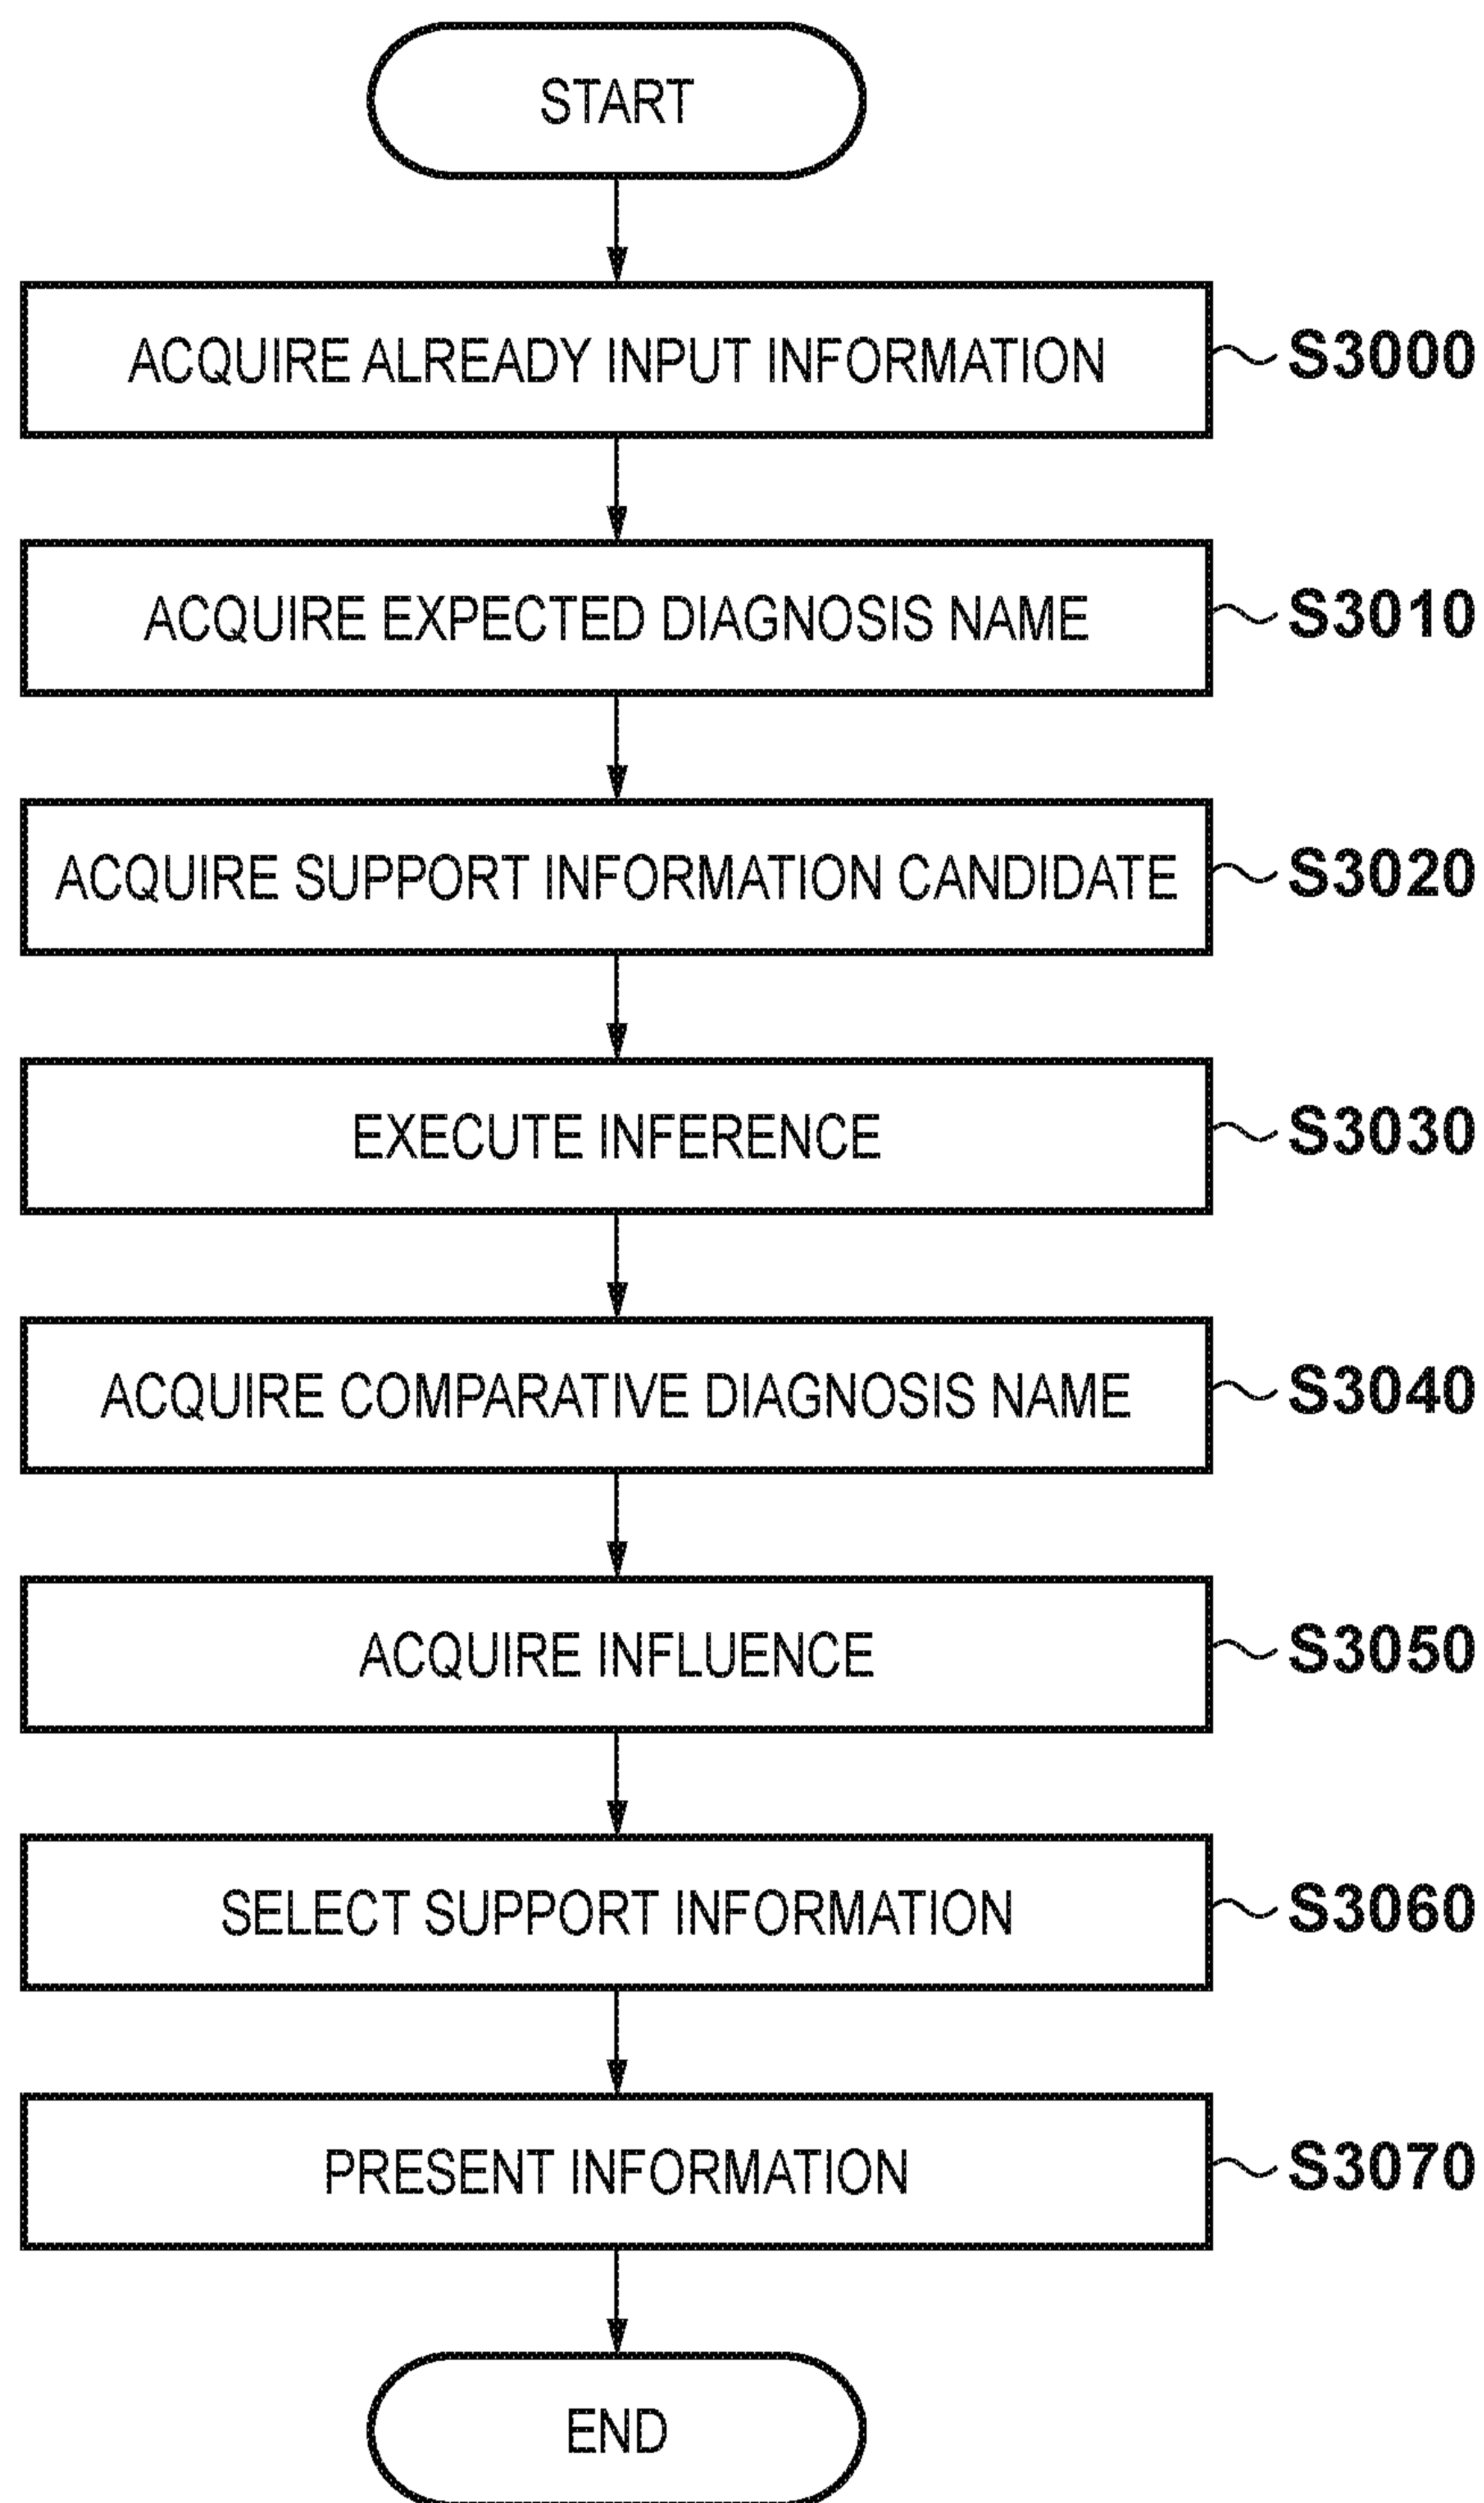 START
ACQUIRE ALREADY INPUT INFORMATION S3000
ACQUIRE EXPECTED DIAGNOSIS NAME S3010
ACQUIRE SUPPORT INFORMATION CANDIDATE S3020
EXECUTE INFERENCE S3030
ACQUIRE COMPARATIVE DIAGNOSIS NAME S3040
ACQUIRE INFLUENCE S3050
SELECT SUPPORT INFORMATION S3060
PRESENT INFORMATION S3070
END